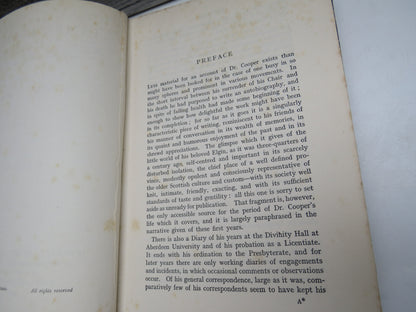 PREFACE
Less material for an account of Dr. Cooper exists than
might have been looked for in the case of one busy in so
many spheres and prominent in various movements. In
the short interval between his surrender of his Chair and
his death he had purposed to write an autobiography, and
in spite of failing health had made some beginning of it;
enough to show how delightful the work might have been
in its completion; for so far as it goes it is a singularly
characteristic piece of writing, reminiscent to his friends of
his manner of conversation in its wealth of memories, in
its quaint and humorous enjoyment of the past and in its
shrewd appreciations. The glimpse which it gives of the
little world of his beloved Elgin, as it was three-quarters of
a century ago, self-centred and important in its scarcely
disturbed isolation, the chief place of a well defined pro-
vince, modestly opulent and consciously representative of
the older Scottish culture and custom—with its society well
knit, intimate, friendly, exacting, and with its sufficient
standards of taste and gentility: all this one is sorry to set
aside as unready for publication. That fragment is, however,
the only accessible source for the period of Dr. Cooper's
life which it covers, and it is largely paraphrased in the
narrative given of these first years.
There is also a Diary of his years at the Divinity Hall at
Aberdeen University and of his probation as a Licentiate.
It ends with his ordination to the Presbyterate, and for
later years there are only working diaries of engagements
and incidents, in which occasional comments or observations
occur. Of his general correspondence, large as it was, com-
paratively few of his correspondents seem to have kept his
A*
All rights reserved